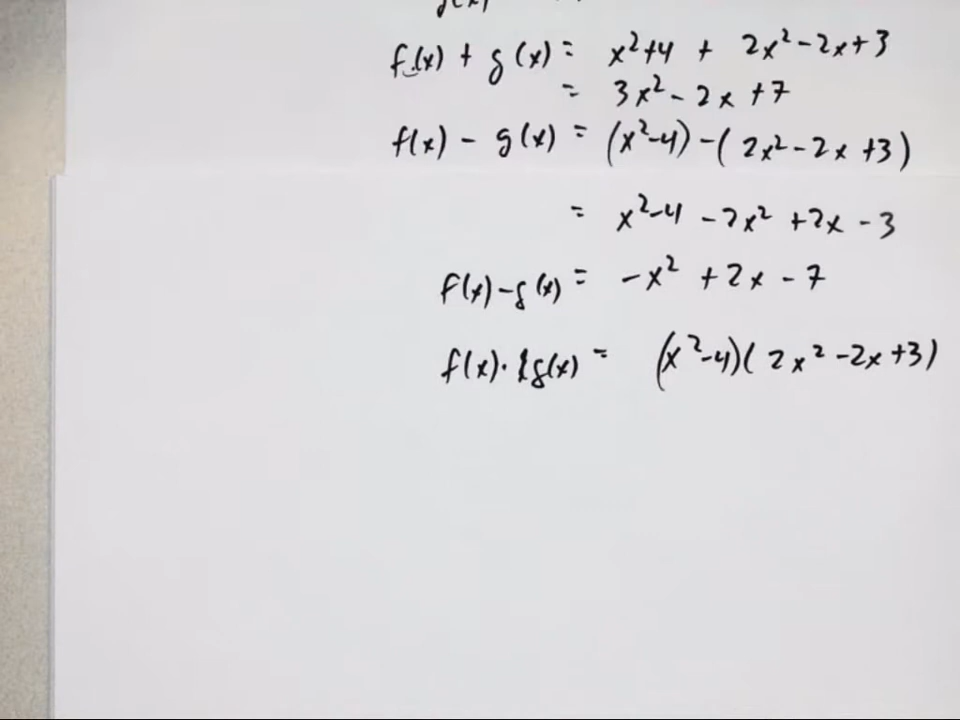 f(x) + g(x) = x²+4 + 2x²-2x+3
= 3x² - 2x +7
f(x) - g(x) = (x²-4) - (2x²-2x+3)
= x²-4 -2x² +2x -3
f(x)-g(x) = -x² +2x -7
f(x)· g(x) = (x²-4)(2x²-2x+3)